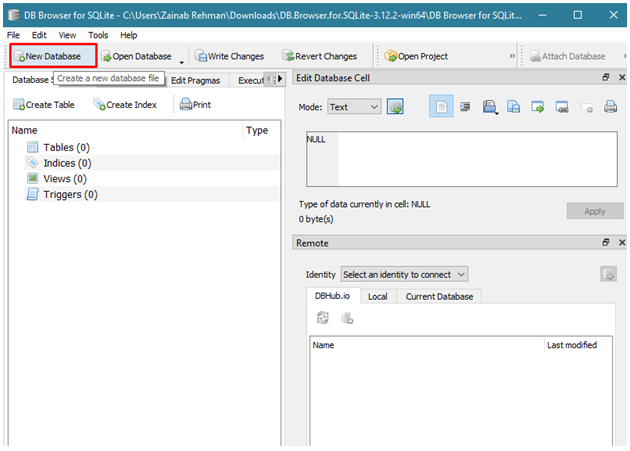 DB Browser for SQLite - C:\Users\Zainab Rehman\Downloads\DB.Browser.for.SQLite-3.12.2-win64\DB Browser for SQLite...
File Edit View Tools Help
New Database Open Database Write Changes Revert Changes Open Project » Attach Database »
Create a new database file
Database S Edit Pragmas Execut
Create Table Create Index Print
Name Type
Tables (0)
Indices (0)
Views (0)
Triggers (0)
Edit Database Cell
Mode: Text
NULL
Type of data currently in cell: NULL
0 byte(s)
Apply
Remote
Identity Select an identity to connect
DBHub.io Local Current Database
Name Last modified